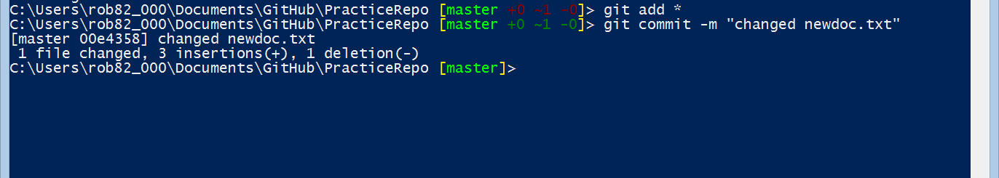 C:\Users\rob82_000\Documents\GitHub\PracticeRepo [master +0 ~1 -0]> git add *
C:\Users\rob82_000\Documents\GitHub\PracticeRepo [master +0 ~1 -0]> git commit -m "changed newdoc.txt"
[master 00e4358] changed newdoc.txt
 1 file changed, 3 insertions(+), 1 deletion(-)
C:\Users\rob82_000\Documents\GitHub\PracticeRepo [master]>